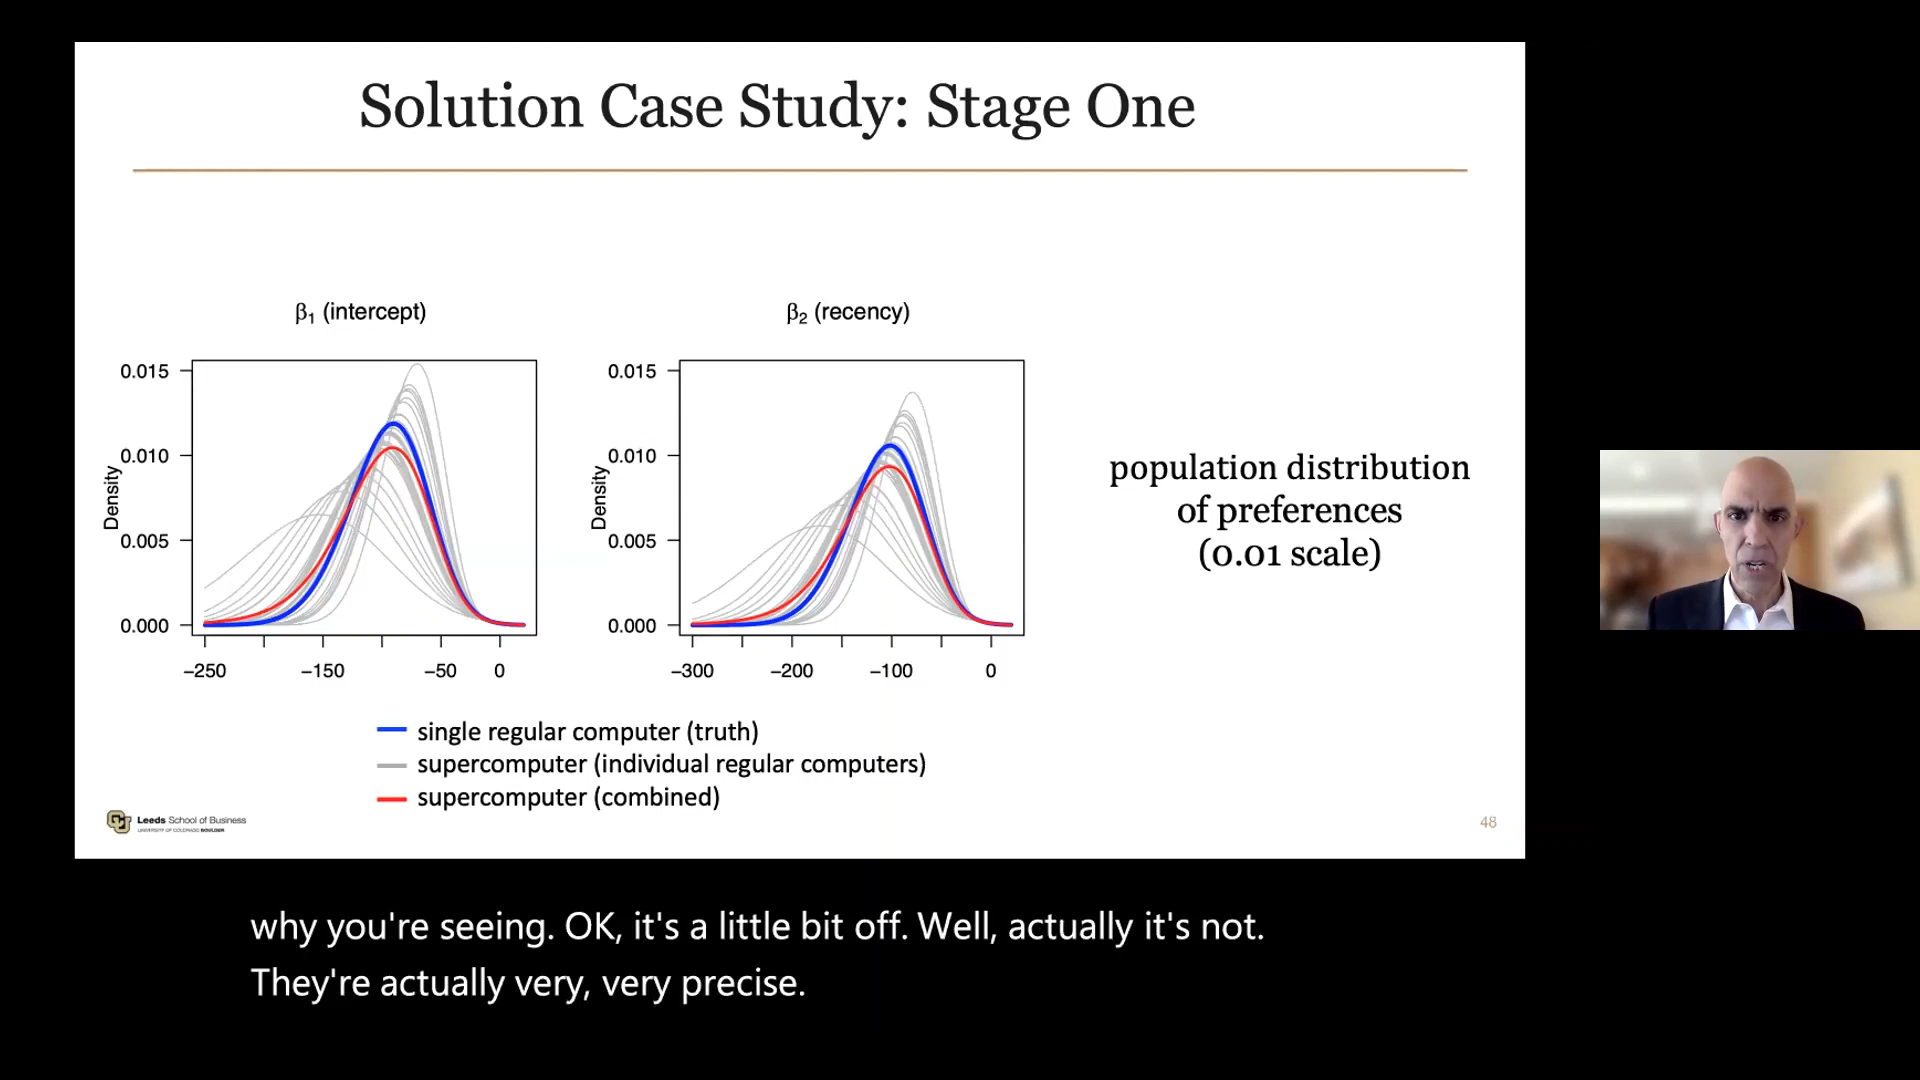 Solution Case Study: Stage One
β1 (intercept)
0.015
0.010
0.005
0.000
Density
−250
−150
−50
0
β2 (recency)
0.015
0.010
0.005
0.000
Density
−300
−200
−100
0
population distribution
of preferences
(0.01 scale)
single regular computer (truth)
supercomputer (individual regular computers)
supercomputer (combined)
CU
Leeds School of Business
UNIVERSITY OF COLORADO BOULDER
48
why you're seeing. OK, it's a little bit off. Well, actually it's not.
They're actually very, very precise.